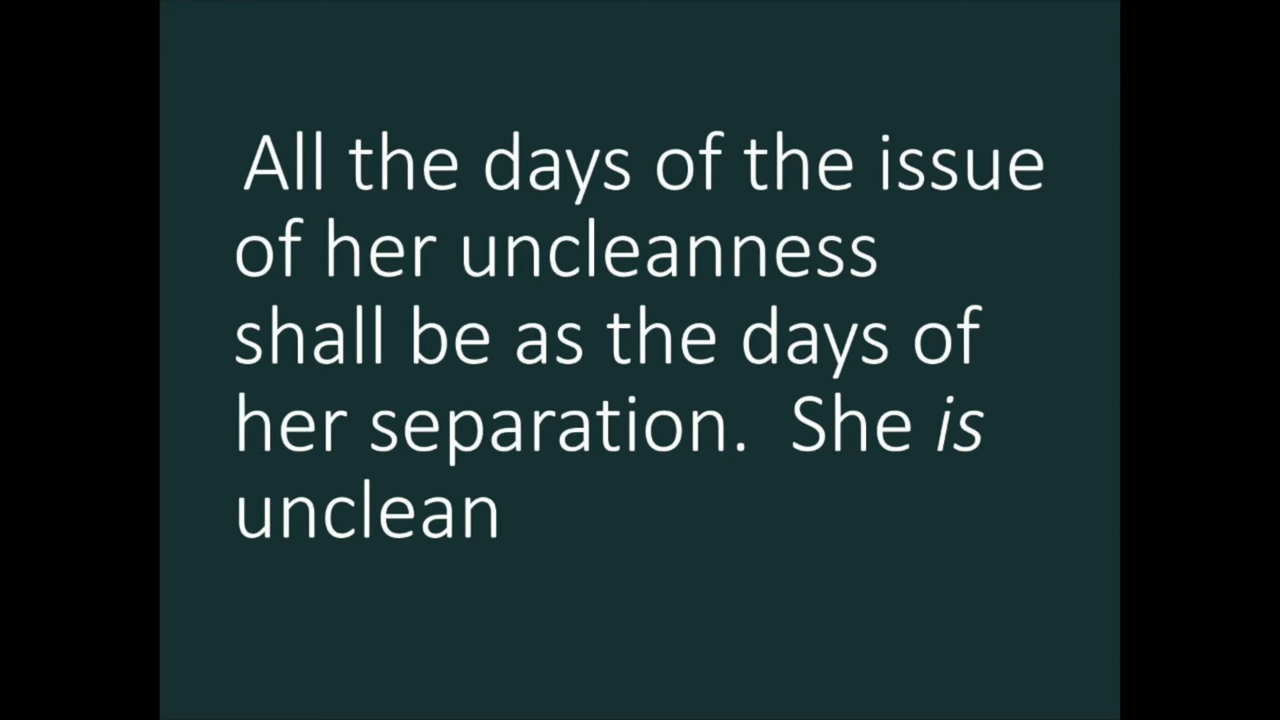 All the days of the issue
of her uncleanness
shall be as the days of
her separation.  She is
unclean